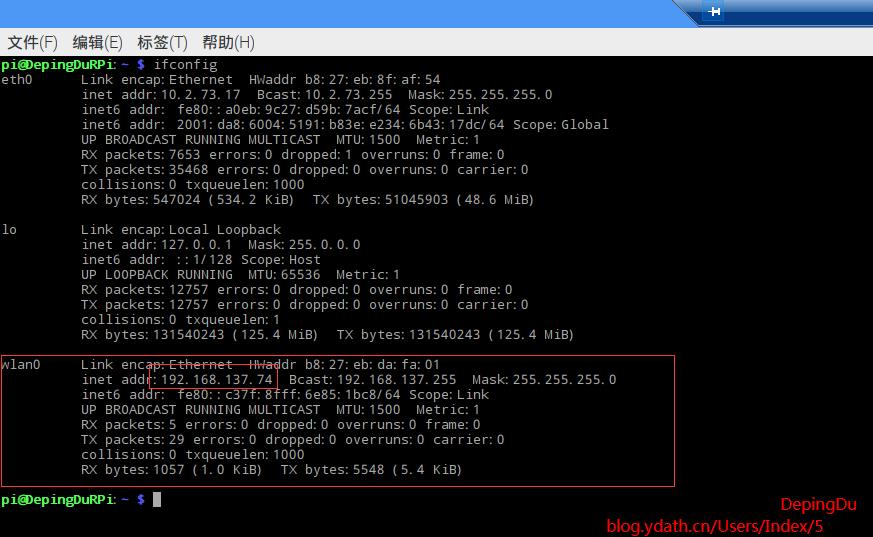 文件(F) 编辑(E) 标签(T) 帮助(H)
pi@DepingDuRPi:~ $ ifconfig
eth0      Link encap:Ethernet  HWaddr b8:27:eb:8f:af:54
          inet addr:10.2.73.17  Bcast:10.2.73.255  Mask:255.255.255.0
          inet6 addr: fe80::a0eb:9c27:d59b:7acf/64 Scope:Link
          inet6 addr: 2001:da8:6004:5191:b83e:e234:6b43:17dc/64 Scope:Global
          UP BROADCAST RUNNING MULTICAST  MTU:1500  Metric:1
          RX packets:7653 errors:0 dropped:1 overruns:0 frame:0
          TX packets:35468 errors:0 dropped:0 overruns:0 carrier:0
          collisions:0 txqueuelen:1000
          RX bytes:547024 (534.2 KiB)  TX bytes:51045903 (48.6 MiB)
lo        Link encap:Local Loopback
          inet addr:127.0.0.1  Mask:255.0.0.0
          inet6 addr: ::1/128 Scope:Host
          UP LOOPBACK RUNNING  MTU:65536  Metric:1
          RX packets:12757 errors:0 dropped:0 overruns:0 frame:0
          TX packets:12757 errors:0 dropped:0 overruns:0 carrier:0
          collisions:0 txqueuelen:1
          RX bytes:131540243 (125.4 MiB)  TX bytes:131540243 (125.4 MiB)
wlan0     Link encap:Ethernet  HWaddr b8:27:eb:da:fa:01
          inet addr:192.168.137.74  Bcast:192.168.137.255  Mask:255.255.255.0
          inet6 addr: fe80::c37f:8fff:6e85:1bc8/64 Scope:Link
          UP BROADCAST RUNNING MULTICAST  MTU:1500  Metric:1
          RX packets:5 errors:0 dropped:0 overruns:0 frame:0
          TX packets:29 errors:0 dropped:0 overruns:0 carrier:0
          collisions:0 txqueuelen:1000
          RX bytes:1057 (1.0 KiB)  TX bytes:5548 (5.4 KiB)
pi@DepingDuRPi:~ $
DepingDu
blog.ydath.cn/Users/Index/5